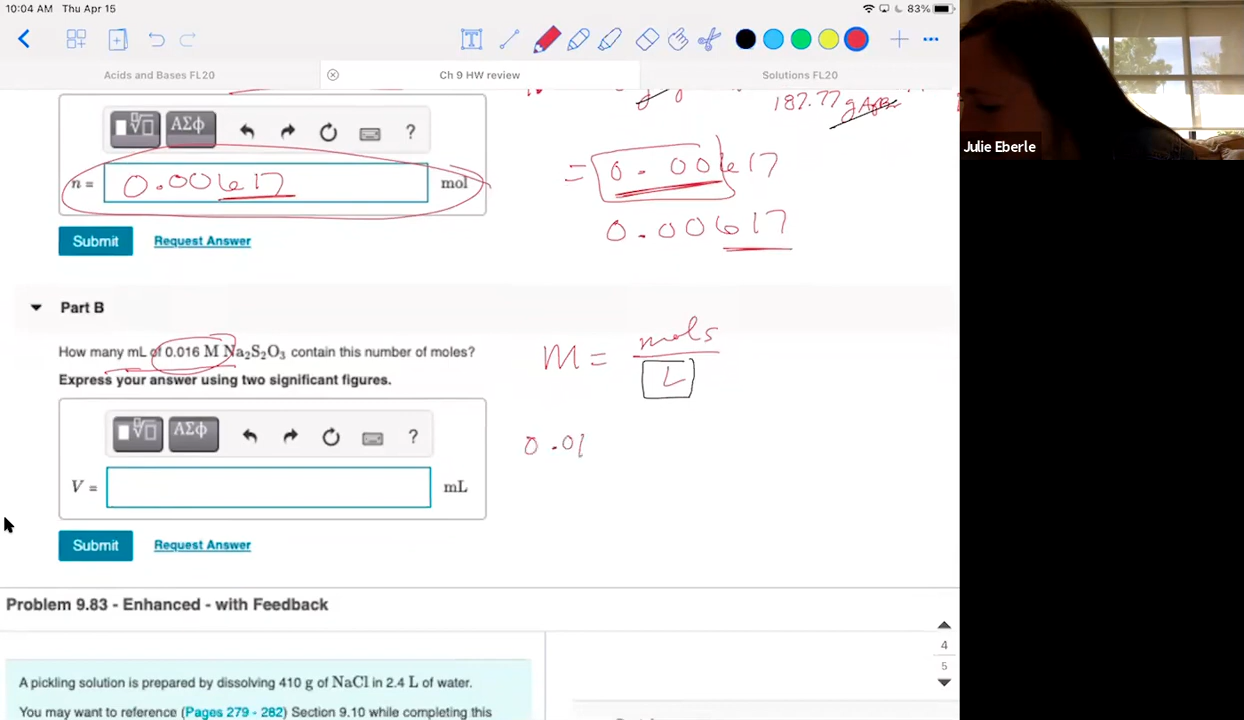 10:04 AM Thu Apr 15
83%
Acids and Bases FL20
Ch 9 HW review
Solutions FL20
187.77 g
ΑΣϕ
?
n =
0.00617
mol
= 0.00617
0.00617
Submit
Request Answer
Part B
How many mL of 0.016 M Na₂S₂O₃ contain this number of moles?
Express your answer using two significant figures.
M = mols
L
ΑΣϕ
?
0.01
V =
mL
Submit
Request Answer
Problem 9.83 - Enhanced - with Feedback
4
5
A pickling solution is prepared by dissolving 410 g of NaCl in 2.4 L of water.
You may want to reference (Pages 279 - 282) Section 9.10 while completing this
Julie Eberle